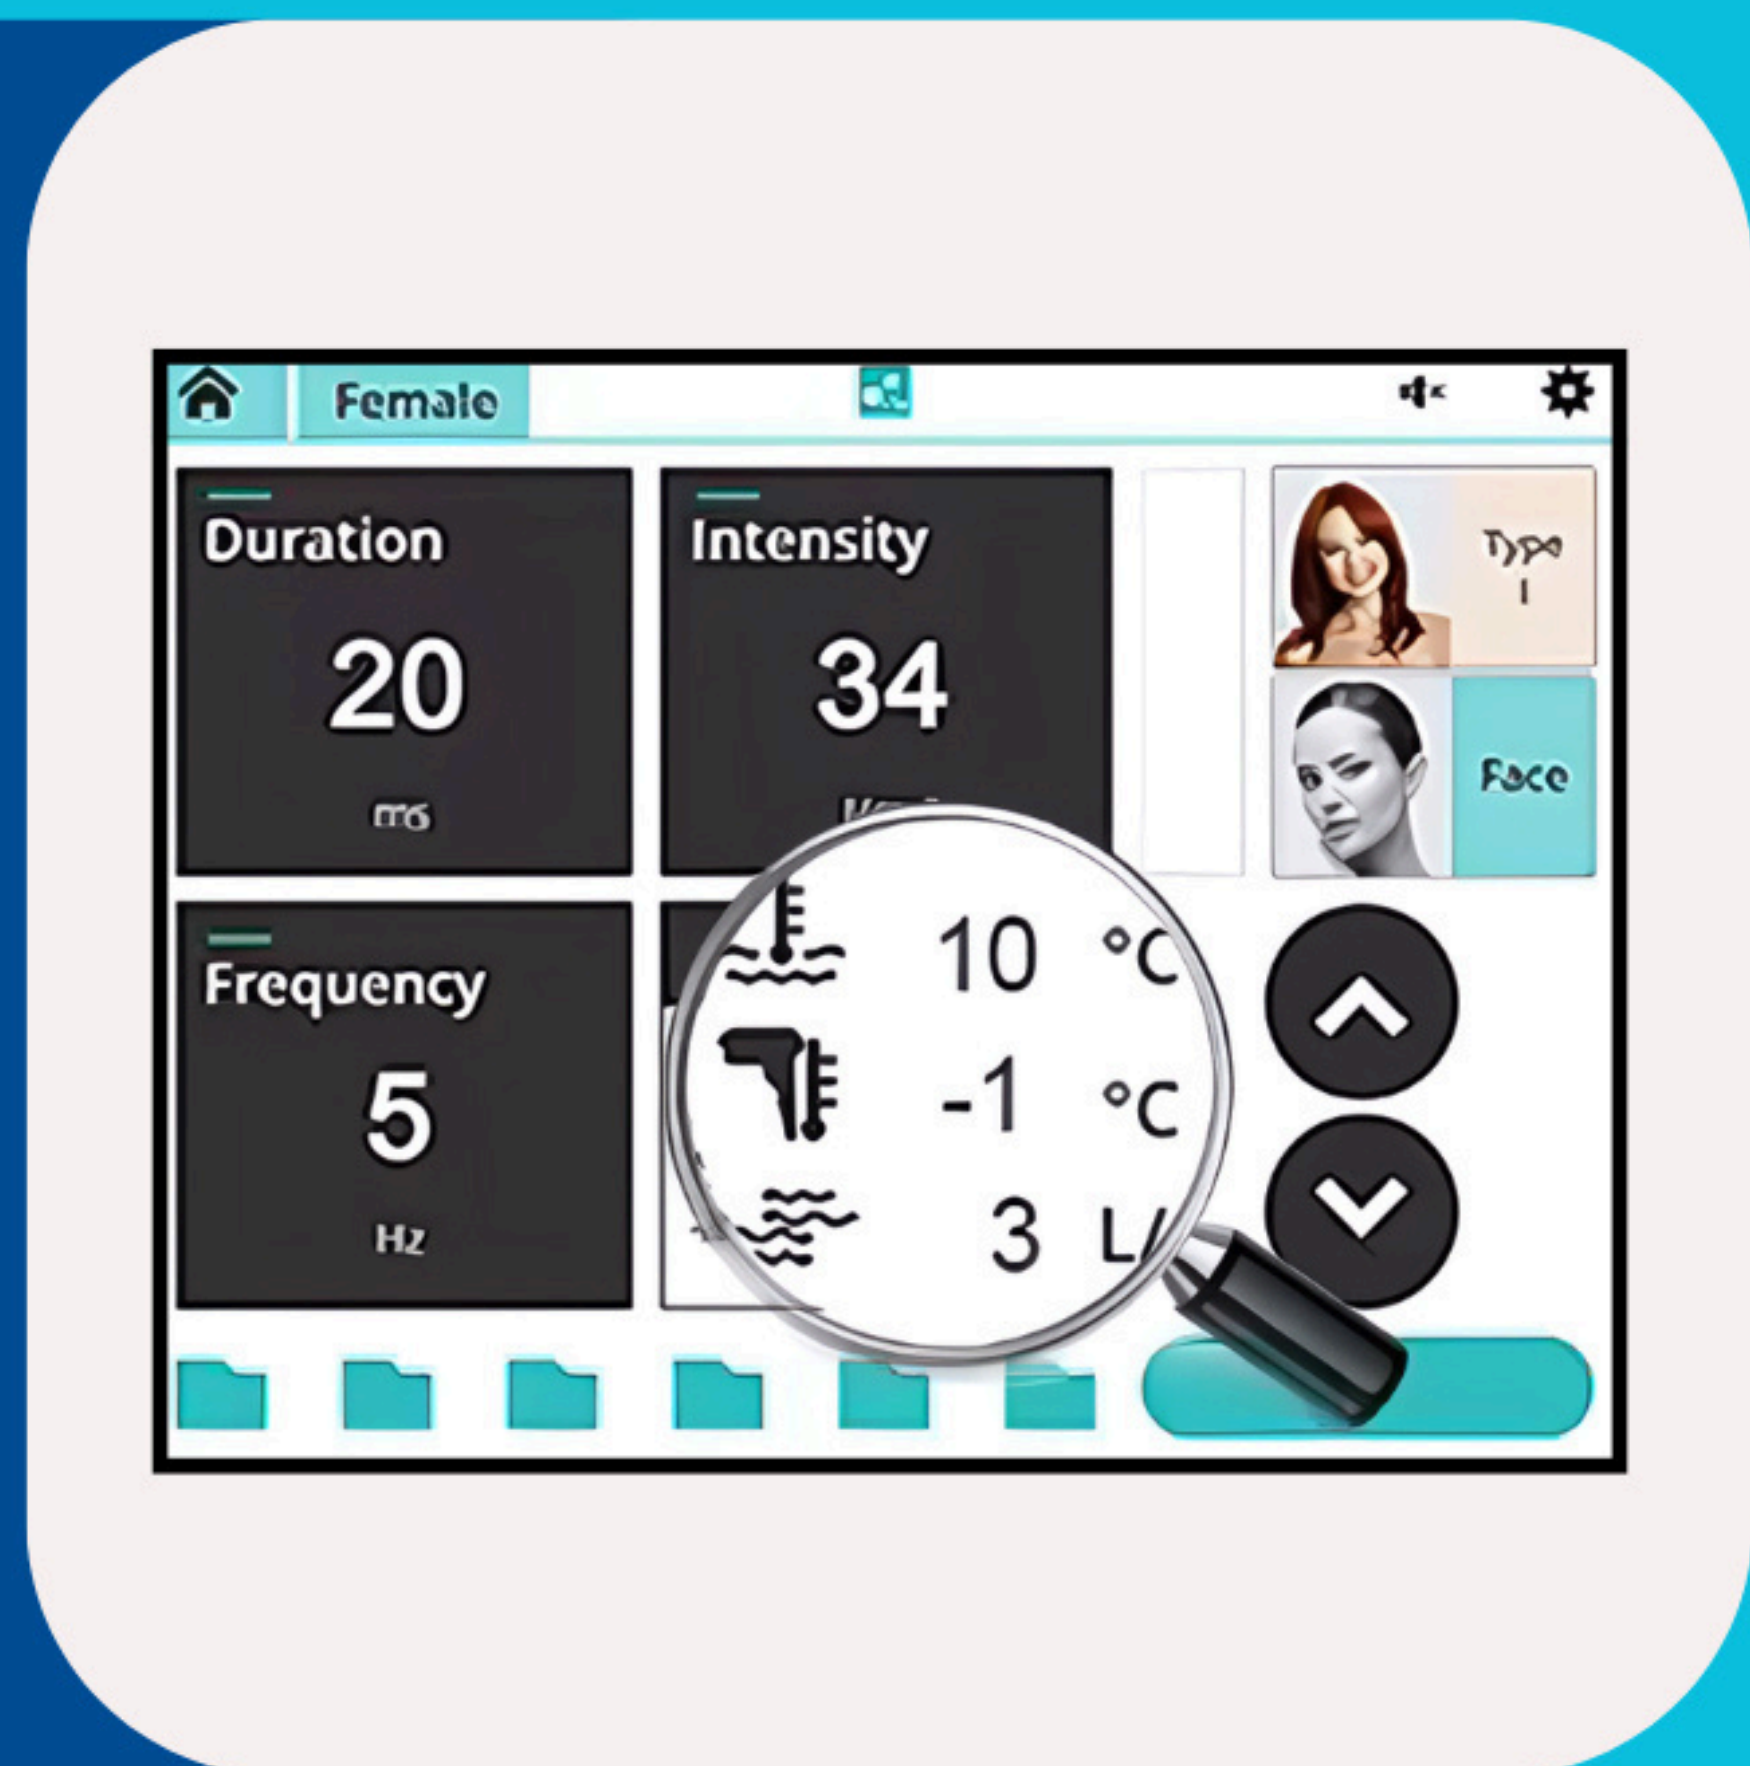 Female
Duration
20
ms
Intensity
34
Type
I
Face
Frequency
5
Hz
10 °C
-1 °C
3 L/